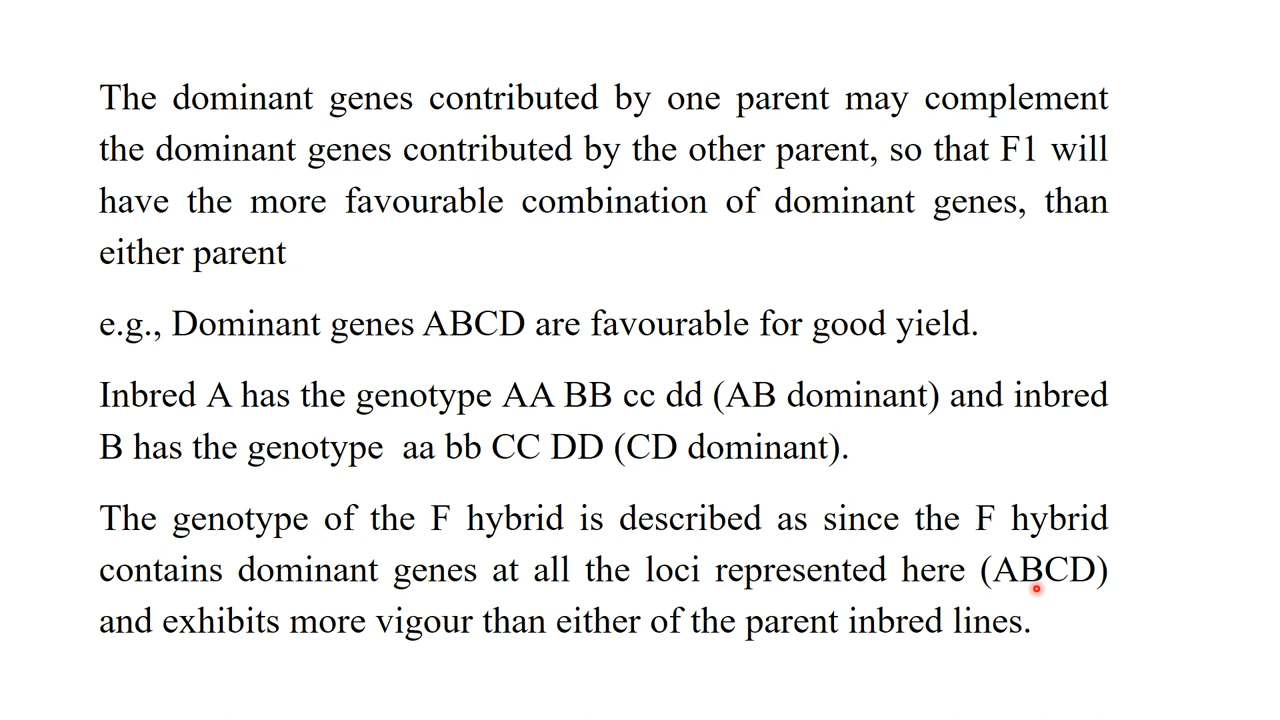 The dominant genes contributed by one parent may complement
the dominant genes contributed by the other parent, so that F1 will
have the more favourable combination of dominant genes, than
either parent
e.g., Dominant genes ABCD are favourable for good yield.
Inbred A has the genotype AA BB cc dd (AB dominant) and inbred
B has the genotype  aa bb CC DD (CD dominant).
The genotype of the F hybrid is described as since the F hybrid
contains dominant genes at all the loci represented here (ABCD)
and exhibits more vigour than either of the parent inbred lines.